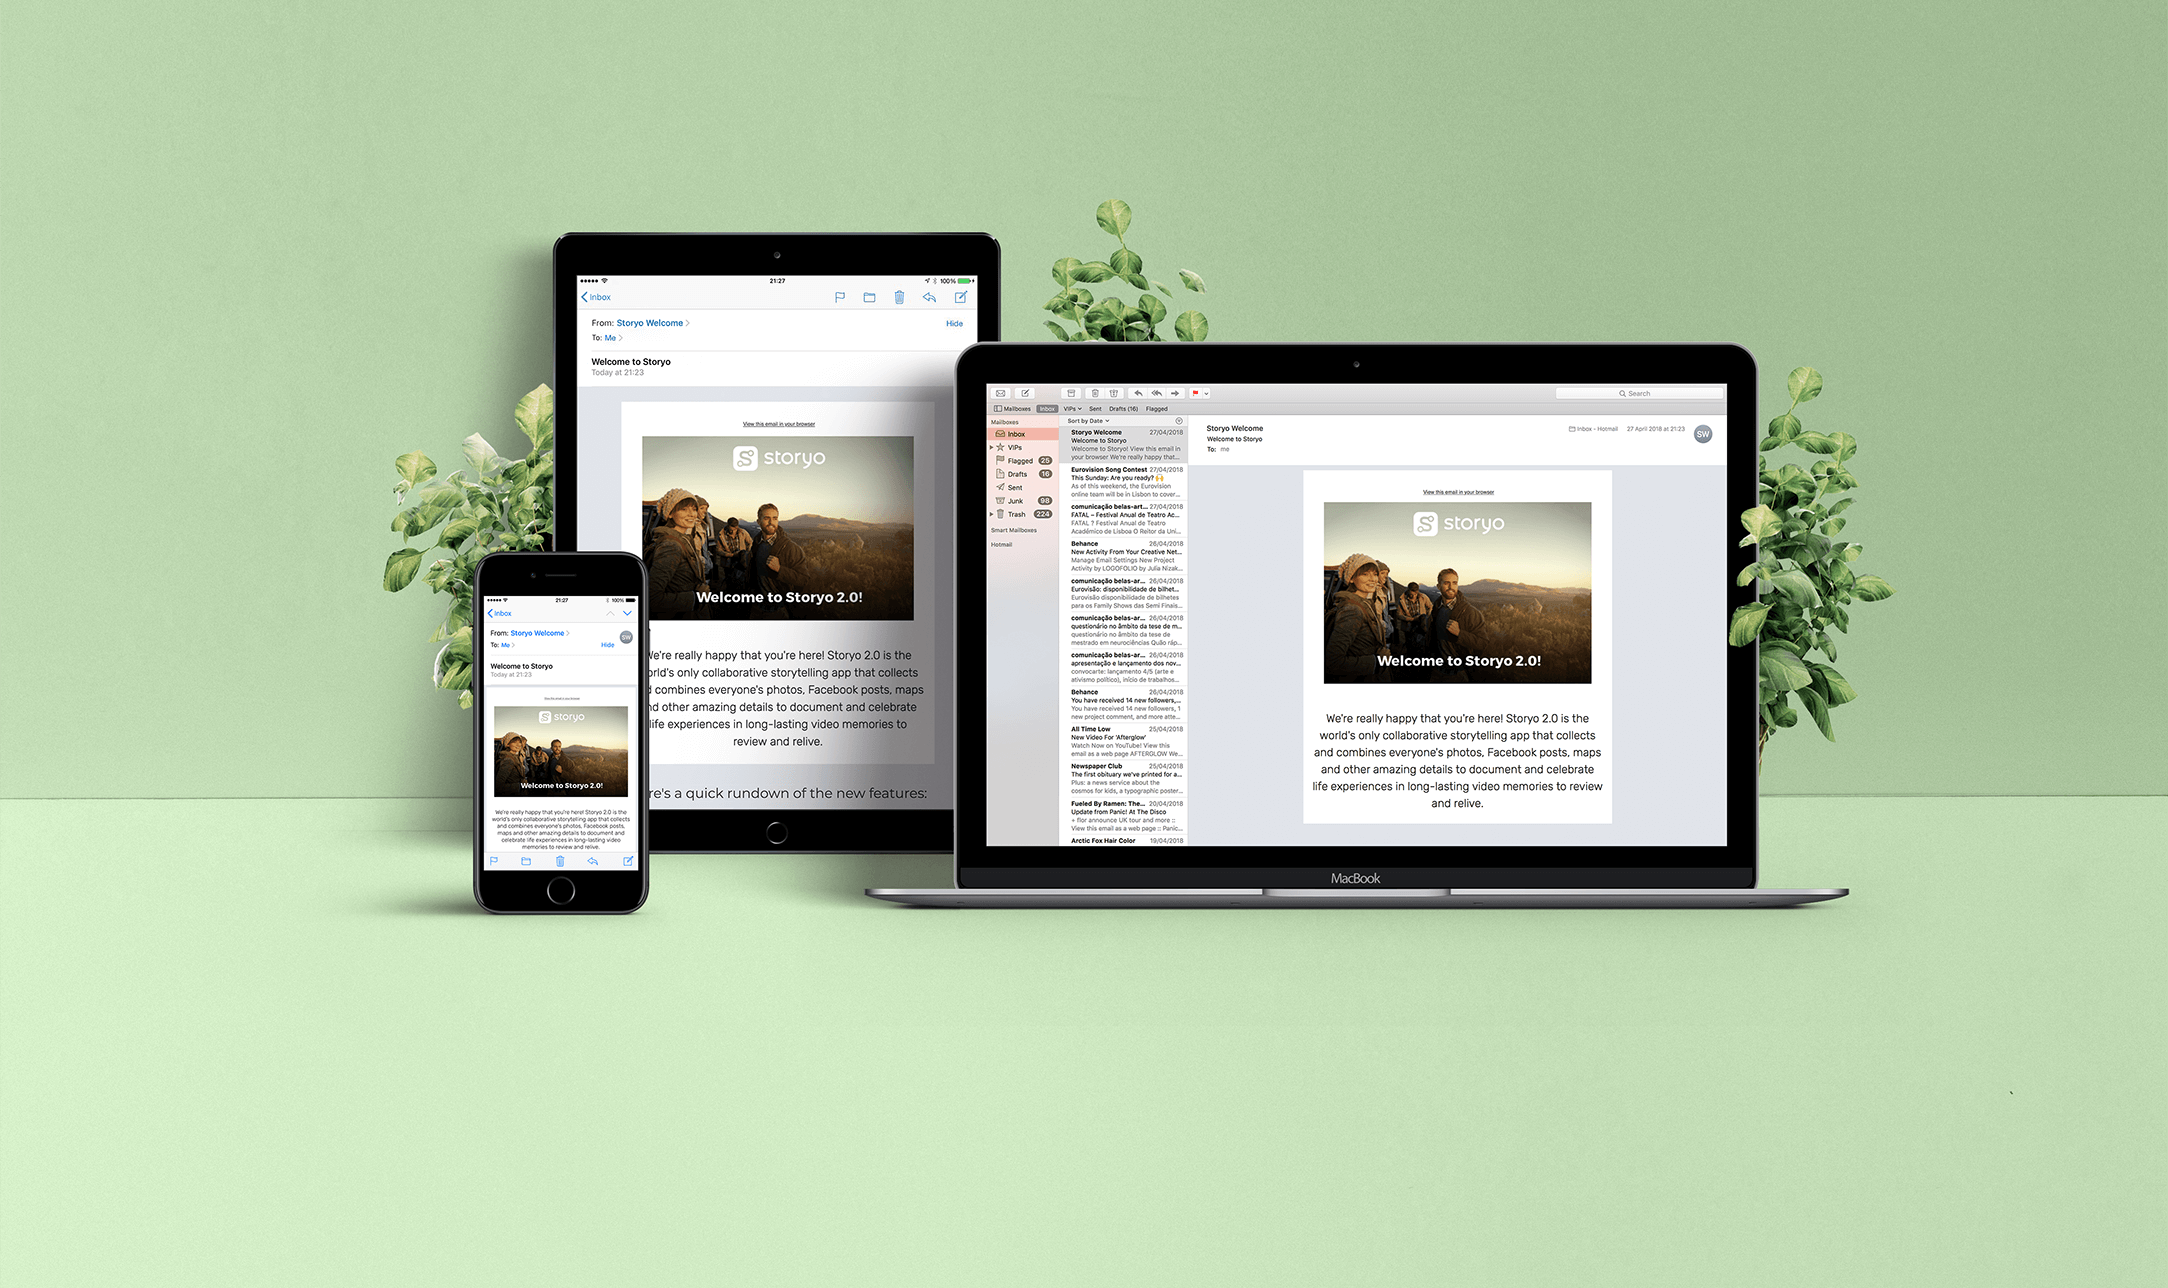 21:27
100%
Inbox
From: Storyo Welcome
Hide
To: Me
Welcome to Storyo
Today at 21:23
View this email in your browser
storyo
Welcome to Storyo 2.0!
We're really happy that you're here! Storyo 2.0 is the
world's only collaborative storytelling app that collects
combines everyone's photos, Facebook posts, maps
and other amazing details to document and celebrate
life experiences in long-lasting video memories to
review and relive.
re's a quick rundown of the new features:
21:27
100%
Inbox
From: Storyo Welcome
SW
To: Me
Hide
Welcome to Storyo
Today at 21:23
View this email in your browser
storyo
Welcome to Storyo 2.0!
We're really happy that you're here! Storyo 2.0 is the
world's only collaborative storytelling app that collects
and combines everyone's photos, Facebook posts,
maps and other amazing details to document and
celebrate life experiences in long-lasting video
memories to review and relive.
Search
Mailboxes Inbox VIPs Sent Drafts (16) Flagged
Mailboxes
Inbox
VIPs
Flagged 26
Drafts 16
Sent
Junk 98
Trash 224
Smart Mailboxes
Hotmail
Sort by Date
Storyo Welcome 27/04/2018
Welcome to Storyo
Welcome to Storyo! View this email in
your browser We're really happy that...
Eurovision Song Contest 27/04/2018
This Sunday: Are you ready? 🙌
As of this weekend, the Eurovision
online team will be in Lisbon to cover...
comunicação belas-art... 27/04/2018
FATAL – Festival Anual de Teatro Ac...
FATAL ? Festival Anual de Teatro
Académico de Lisboa O Reitor da Uni...
Behance 26/04/2018
New Activity From Your Creative Net...
Manage Email Settings New Project
Activity by LOGOFOLIO by Julia Nizak...
comunicação belas-ar... 26/04/2018
Eurovisão: disponibilidade de bilhet...
Eurovisão disponibilidade de bilhetes
para os Family Shows das Semi Finais...
comunicação belas-ar... 26/04/2018
questionário no âmbito da tese de m...
questionário no âmbito da tese de
mestrado em neurociências Quão ráp...
comunicação belas-ar... 26/04/2018
apresentação e lançamento dos nov...
convocarte: lançamento 4/5 (arte e
ativismo político), início de trabalhos...
Behance 26/04/2018
You have received 14 new followers,...
You have received 14 new followers, 1
new project comment, and more atte...
All Time Low 25/04/2018
New Video For 'Afterglow'
Watch Now on YouTube! View this
email as a web page AFTERGLOW We...
Newspaper Club 25/04/2018
The first obituary we've printed for a...
Plus: a news service about the
cosmos for kids, a typographic poster...
Fueled By Ramen: The... 20/04/2018
Update from Panic! At The Disco
+ flor announce UK tour and more ::
View this email as a web page :: Panic...
Arctic Fox Hair Color 19/04/2018
Storyo Welcome
Inbox - Hotmail 27 April 2018 at 21:23
SW
Welcome to Storyo
To: me
View this email in your browser
storyo
Welcome to Storyo 2.0!
We're really happy that you're here! Storyo 2.0 is the
world's only collaborative storytelling app that collects
and combines everyone's photos, Facebook posts, maps
and other amazing details to document and celebrate
life experiences in long-lasting video memories to review
and relive.
MacBook